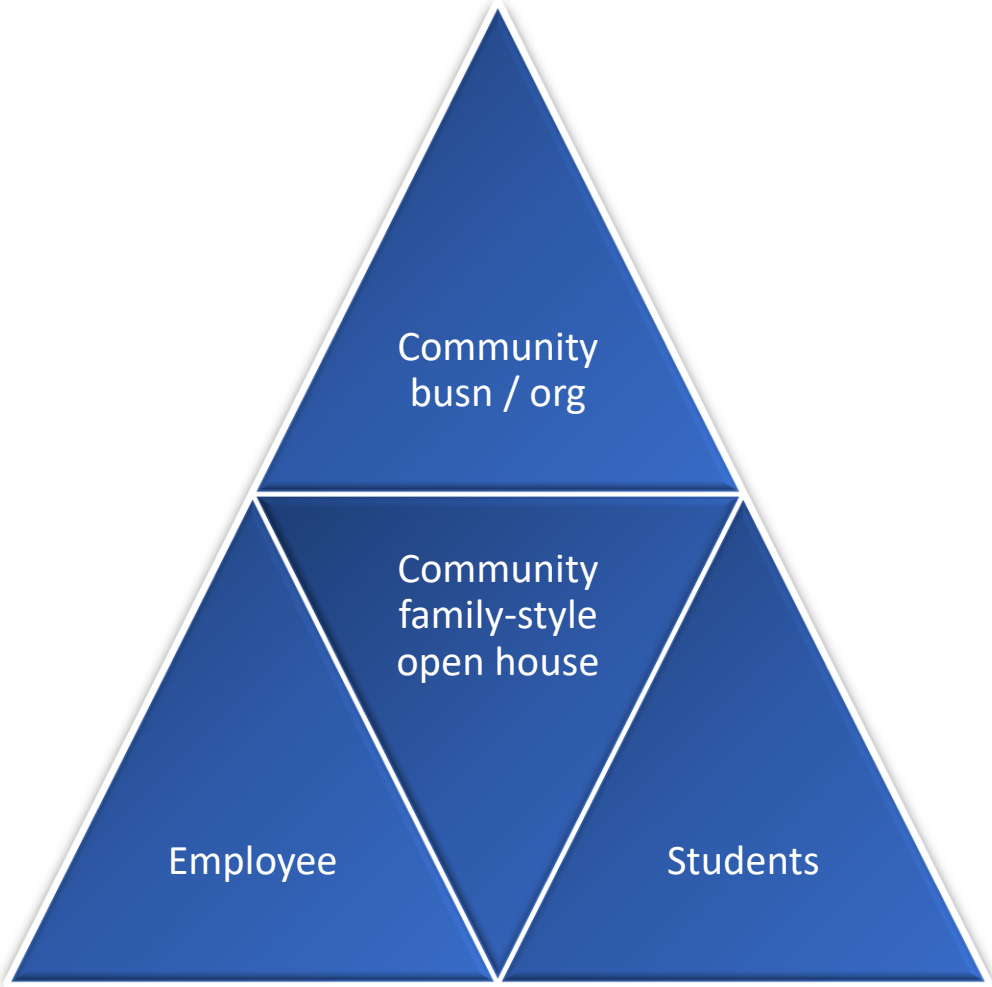 Community
busn / org
Community
family-style
open house
Employee
Students